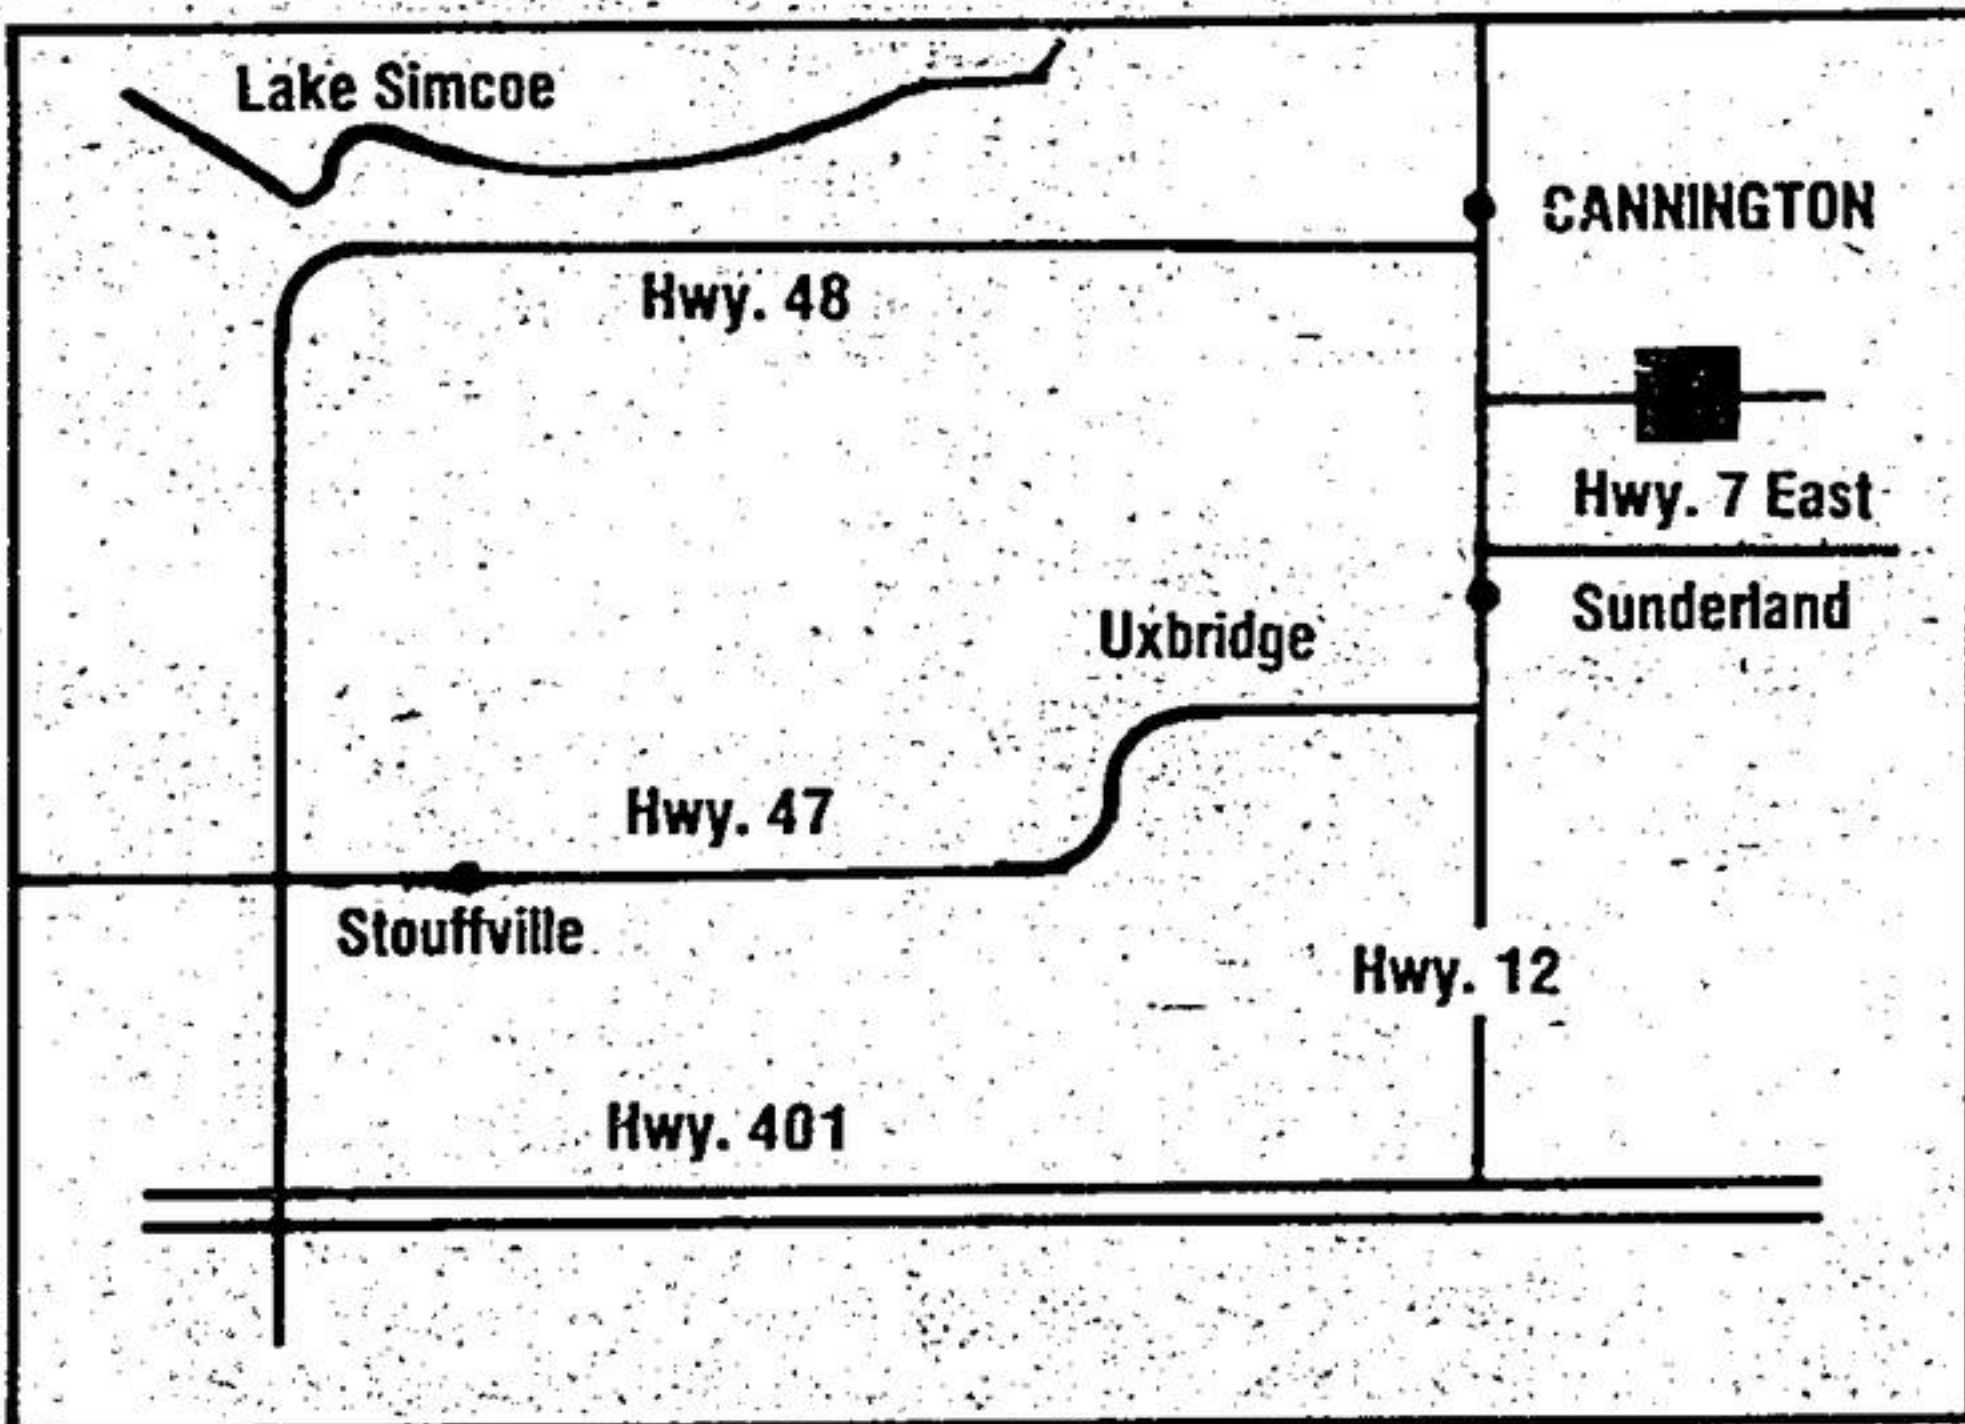 Lake Simcoe
CANNINGTON
Hwy. 48
Hwy. 7 East
Sunderland
Uxbridge
Hwy. 47
Stouffville
Hwy. 12
Hwy. 401